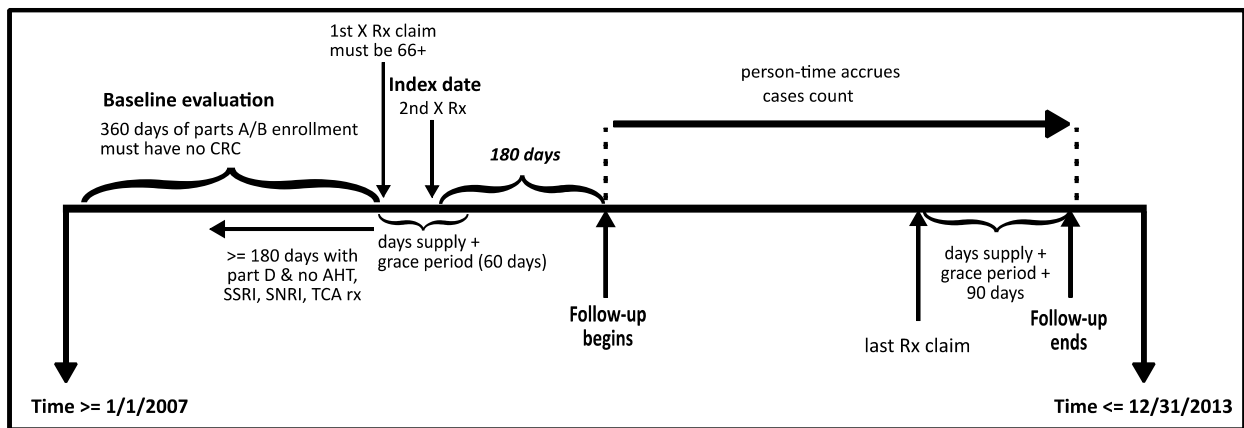 1st X Rx claim
must be 66+
Index date
2nd X Rx
Baseline evaluation
360 days of parts A/B enrollment
must have no CRC
180 days
person-time accrues
cases count
>= 180 days with
part D & no AHT,
SSRI, SNRI, TCA rx
days supply +
grace period (60 days)
Follow-up
begins
last Rx claim
days supply +
grace period +
90 days
Follow-up
ends
Time >= 1/1/2007
Time <= 12/31/2013